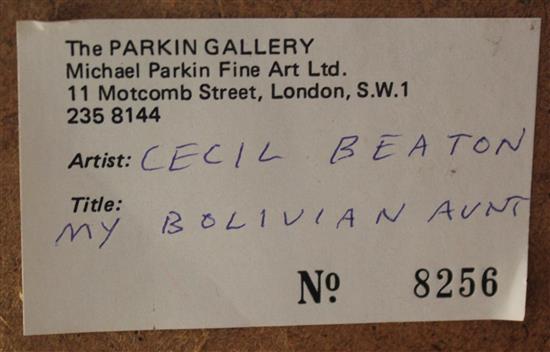 The PARKIN GALLERY
Michael Parkin Fine Art Ltd.
11 Motcomb Street, London, S.W.1
235 8144
Artist: CECIL BEATON
Title:
MY BOLIVIAN AUNT
Nº 8256